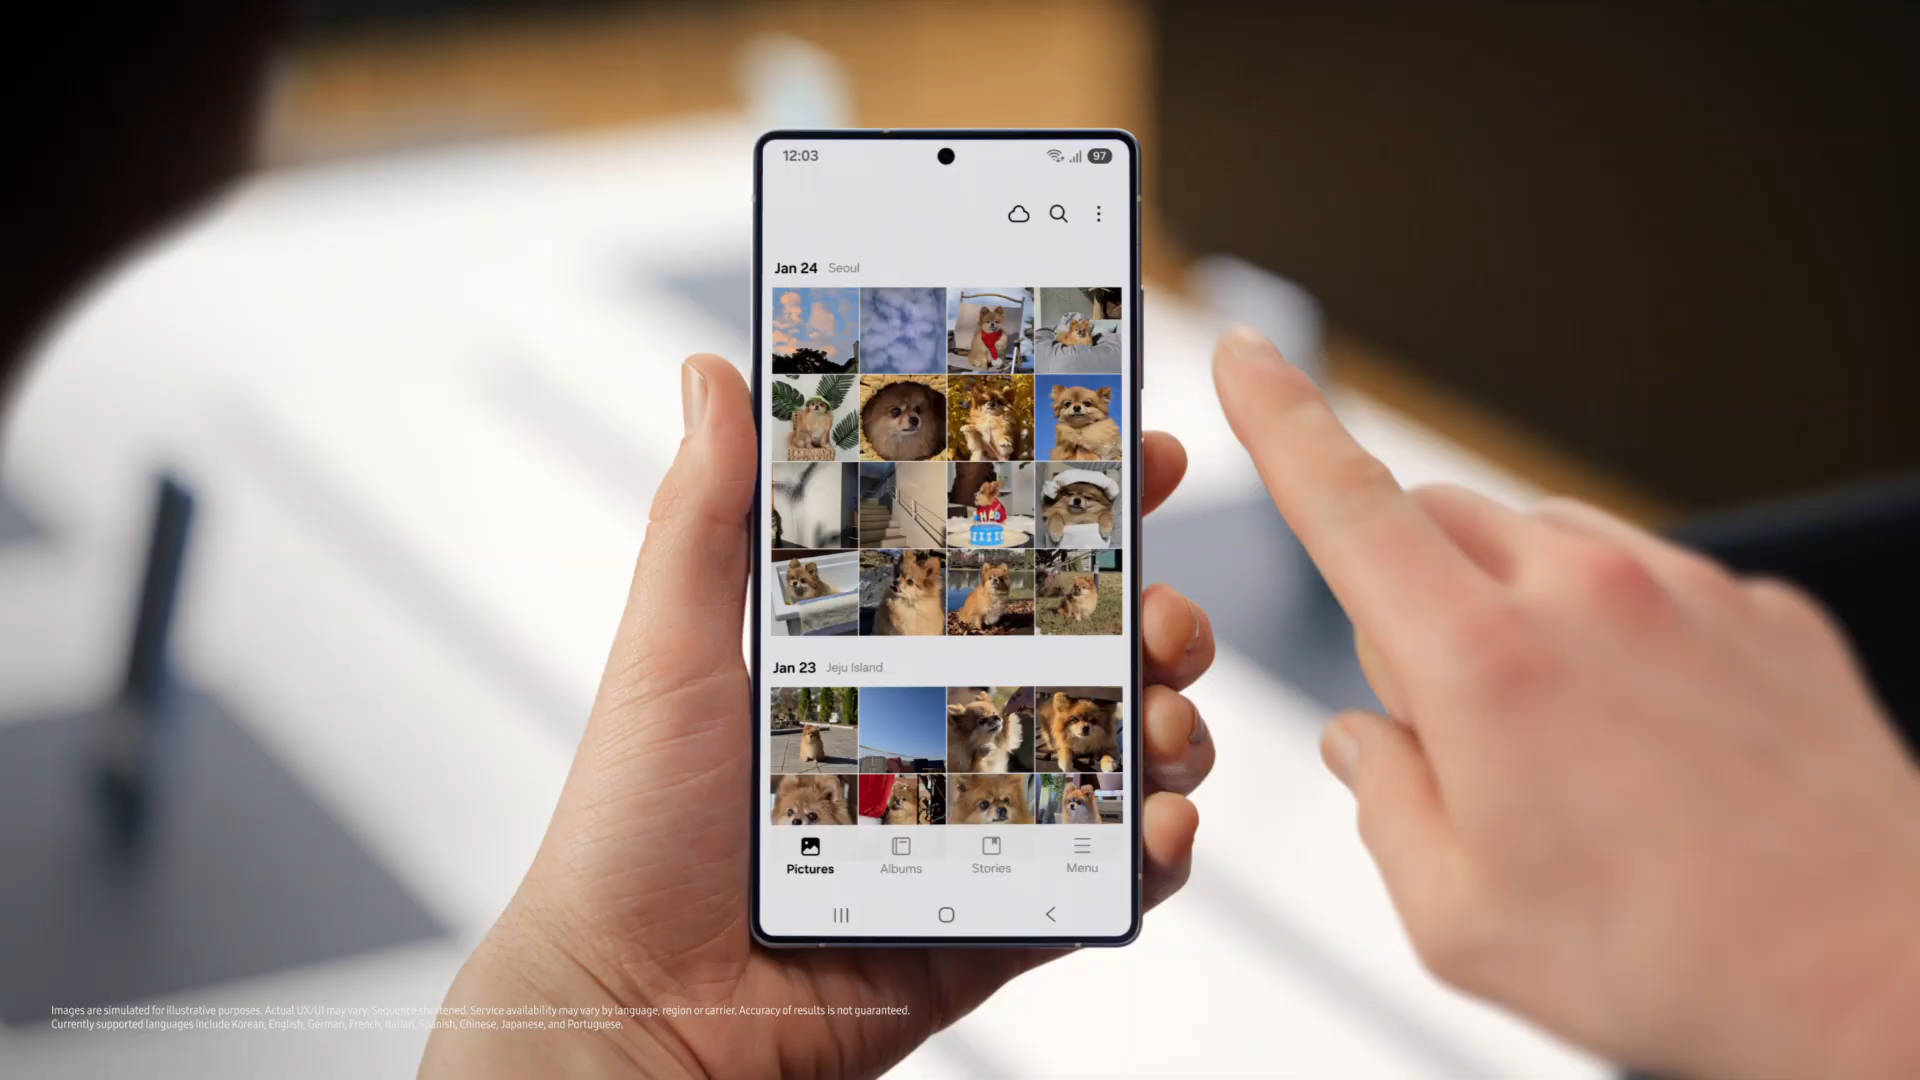 12:03
97
Jan 24 Seoul
Jan 23 Jeju Island
Pictures Albums Stories Menu
Images are simulated for illustrative purposes. Actual UX/UI may vary. Sequence shortened. Service availability may vary by language, region or carrier. Accuracy of results is not guaranteed.
Currently supported languages include Korean, English, German, French, Italian, Spanish, Chinese, Japanese, and Portuguese.